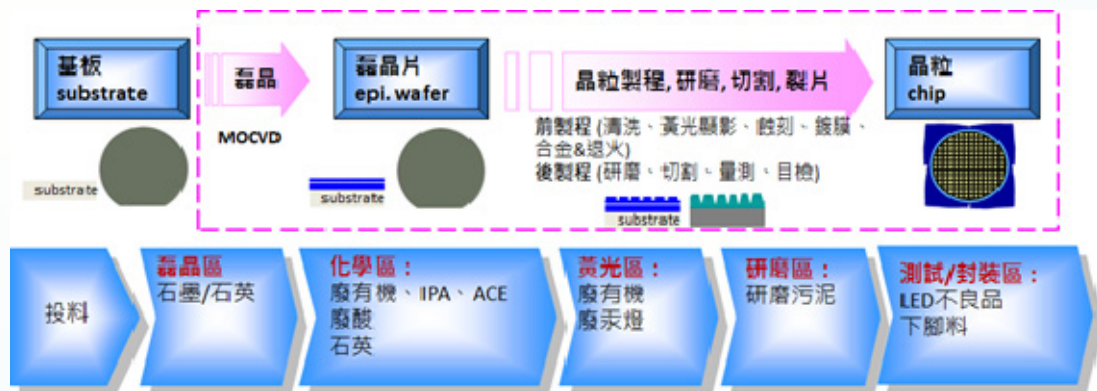 基板
substrate
磊晶
MOCVD
磊晶片
epi. wafer
晶粒製程, 研磨, 切割, 裂片
前製程 (清洗、黃光顯影、蝕刻、鍍膜、
合金&退火)
後製程 (研磨、切割、量測、目檢)
晶粒
chip
substrate
substrate
substrate
投料
磊晶區
石墨/石英
化學區：
廢有機、IPA、ACE
廢酸
石英
黃光區：
廢有機
廢汞燈
研磨區：
研磨污泥
測試/封裝區：
LED不良品
下腳料